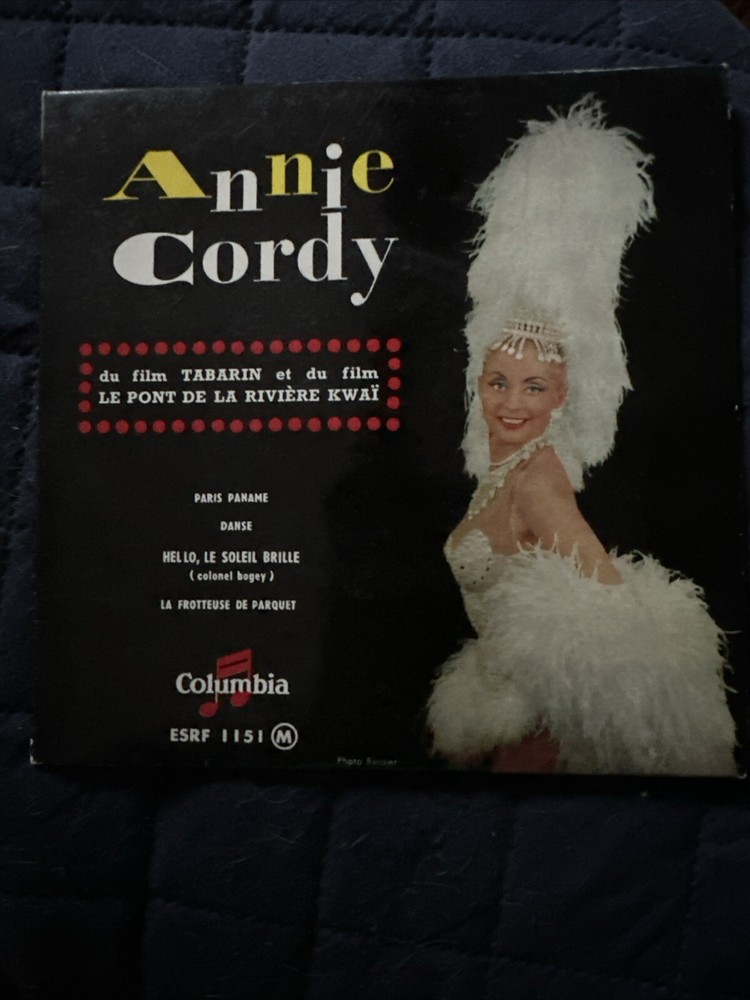 Annie
Cordy
du film TABARIN et du film
LE PONT DE LA RIVIÈRE KWAÏ
PARIS PANAME
DANSE
HELLO, LE SOLEIL BRILLE
( colonel bogey )
LA FROTTEUSE DE PARQUET
Columbia
ESRF 1151 M
Photo